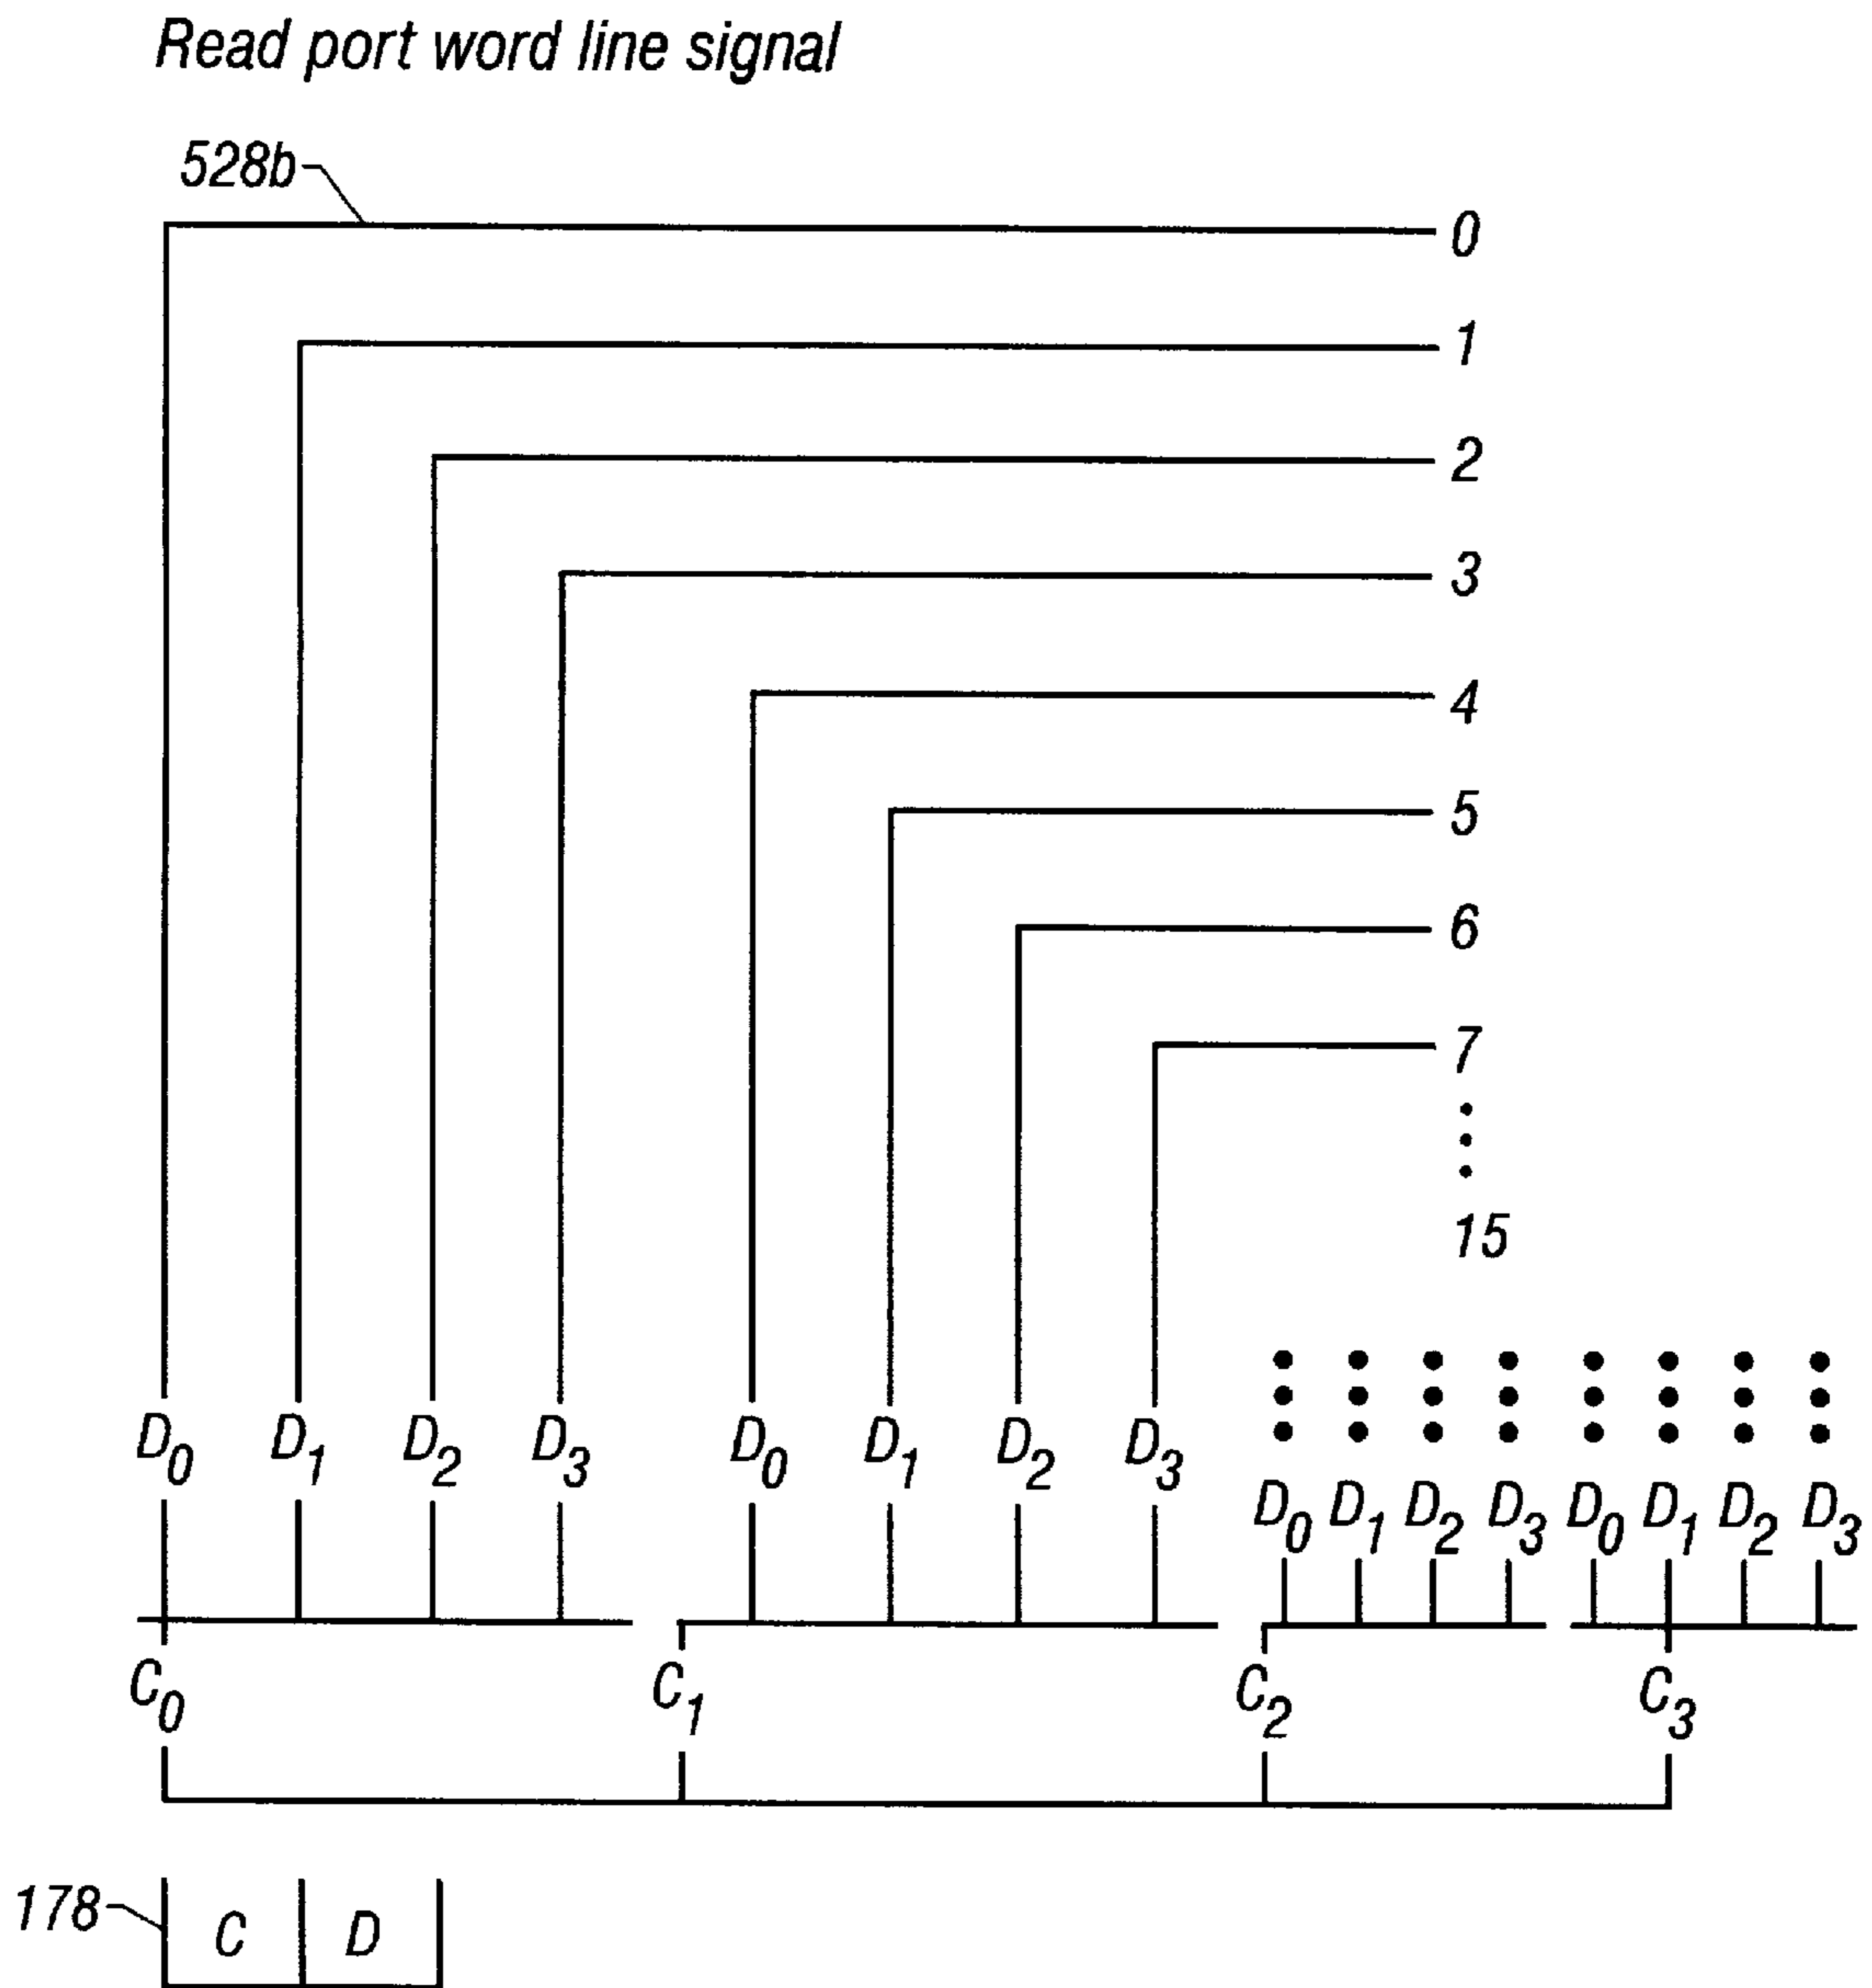 Read port word line signal
528b
0
1
2
3
4
5
6
7
15
D0 D1 D2 D3 D0 D1 D2 D3
D0 D1 D2 D3 D0 D1 D2 D3
C0 C1 C2 C3
178 C D